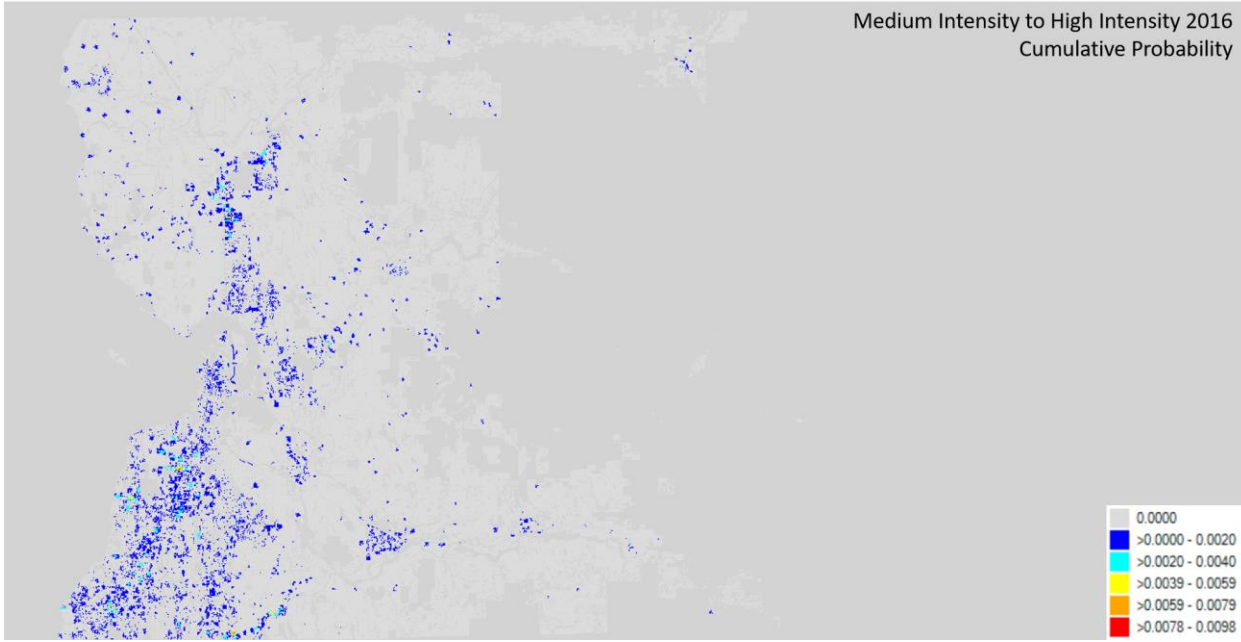 Medium Intensity to High Intensity 2016
Cumulative Probability
0.0000
>0.0000 - 0.0020
>0.0020 - 0.0040
>0.0039 - 0.0059
>0.0059 - 0.0079
>0.0078 - 0.0098